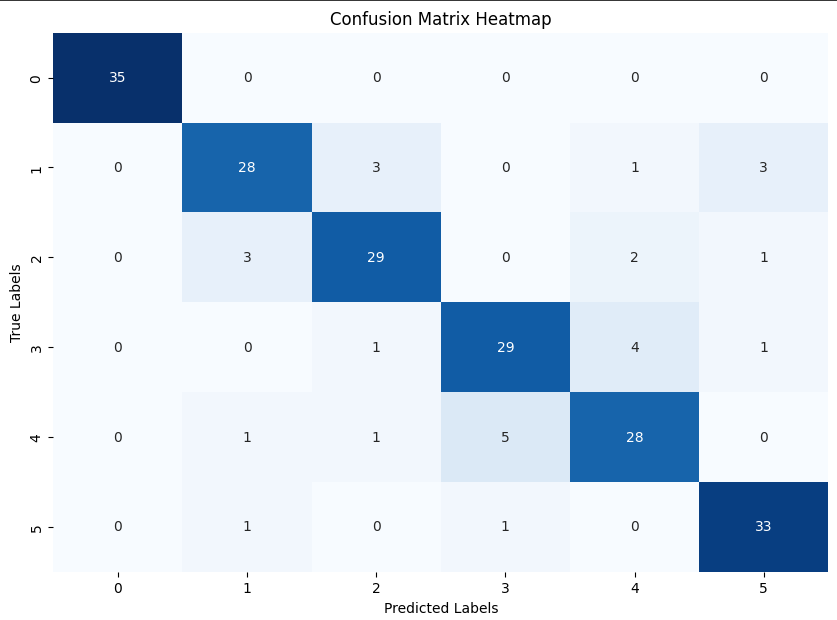 Confusion Matrix Heatmap
0 35 0 0 0 0 0
1 0 28 3 0 1 3
2 0 3 29 0 2 1
3 0 0 1 29 4 1
4 0 1 1 5 28 0
5 0 1 0 1 0 33
0 1 2 3 4 5
True Labels
Predicted Labels